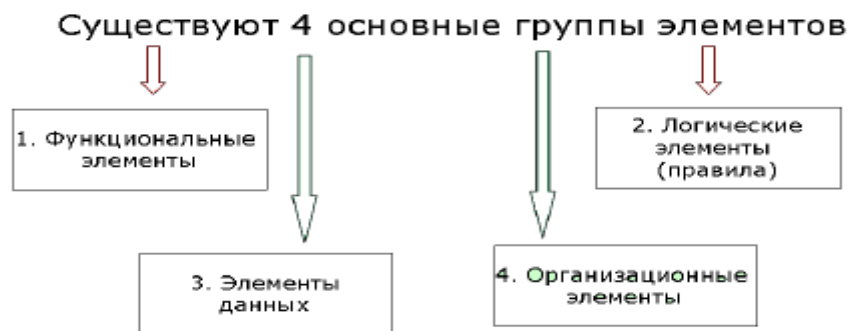 Существуют 4 основные группы элементов
1. Функциональные
элементы
2. Логические
элементы
(правила)
3. Элементы
данных
4. Организационные
элементы